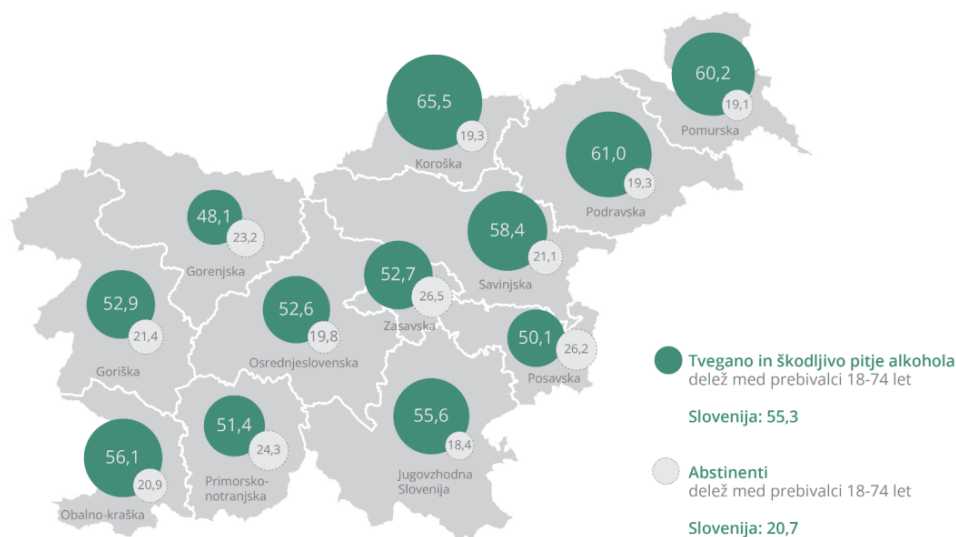 60,2
19,1
Pomurska
65,5
19,3
Koroška
61,0
19,3
Podravska
48,1
23,2
Gorenjska
58,4
21,1
Savinjska
52,7
26,5
Zasavska
52,9
21,4
Goriška
52,6
19,8
Osrednjeslovenska
50,1
26,2
Posavska
55,6
18,4
Jugovzhodna
Slovenija
51,4
24,3
Primorsko-
notranjska
56,1
20,9
Obalno-kraška
Tvegano in škodljivo pitje alkohola
delež med prebivalci 18-74 let
Slovenija: 55,3
Abstinenti
delež med prebivalci 18-74 let
Slovenija: 20,7